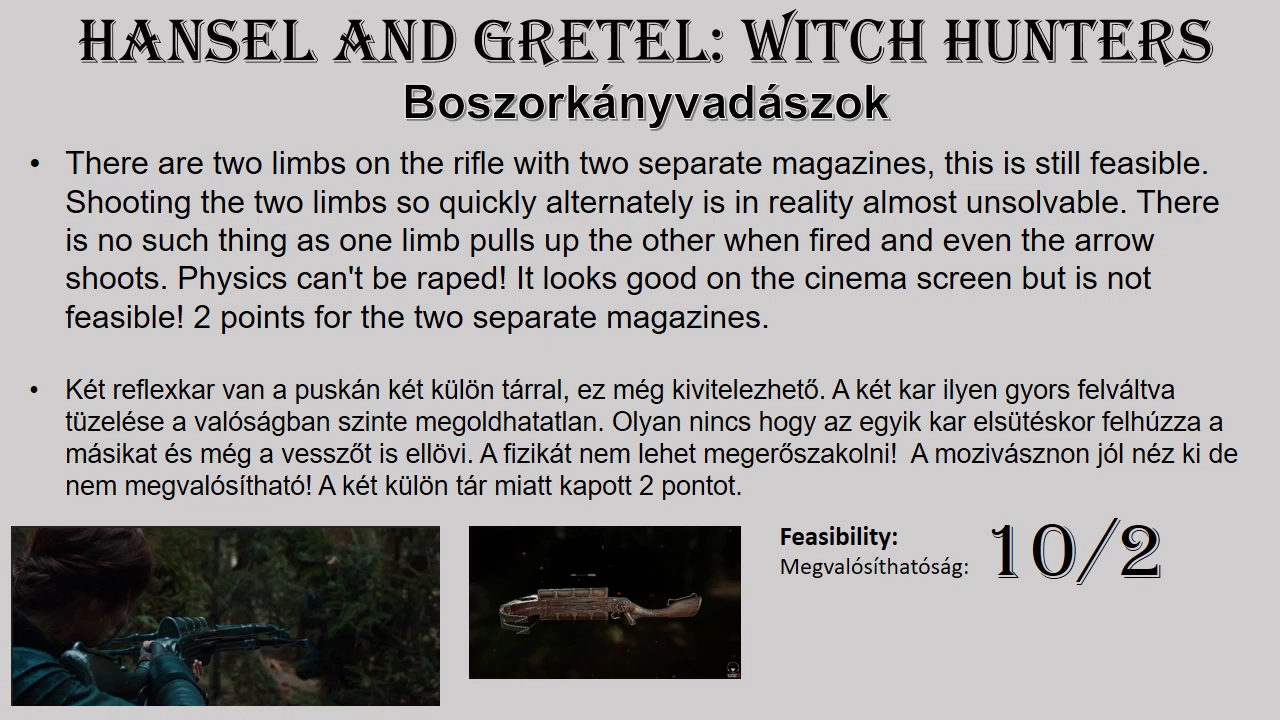 HANSEL AND GRETEL: WITCH HUNTERS
Boszorkányvadászok
• There are two limbs on the rifle with two separate magazines, this is still feasible.
Shooting the two limbs so quickly alternately is in reality almost unsolvable. There
is no such thing as one limb pulls up the other when fired and even the arrow
shoots. Physics can't be raped! It looks good on the cinema screen but is not
feasible! 2 points for the two separate magazines.
• Két reflexkar van a puskán két külön tárral, ez még kivitelezhető. A két kar ilyen gyors felváltva
tüzelése a valóságban szinte megoldhatatlan. Olyan nincs hogy az egyik kar elsütéskor felhúzza a
másikat és még a vesszőt is ellövi. A fizikát nem lehet megerőszakolni!  A mozivásznon jól néz ki de
nem megvalósítható! A két külön tár miatt kapott 2 pontot.
Feasibility:
Megvalósíthatóság:
10/2